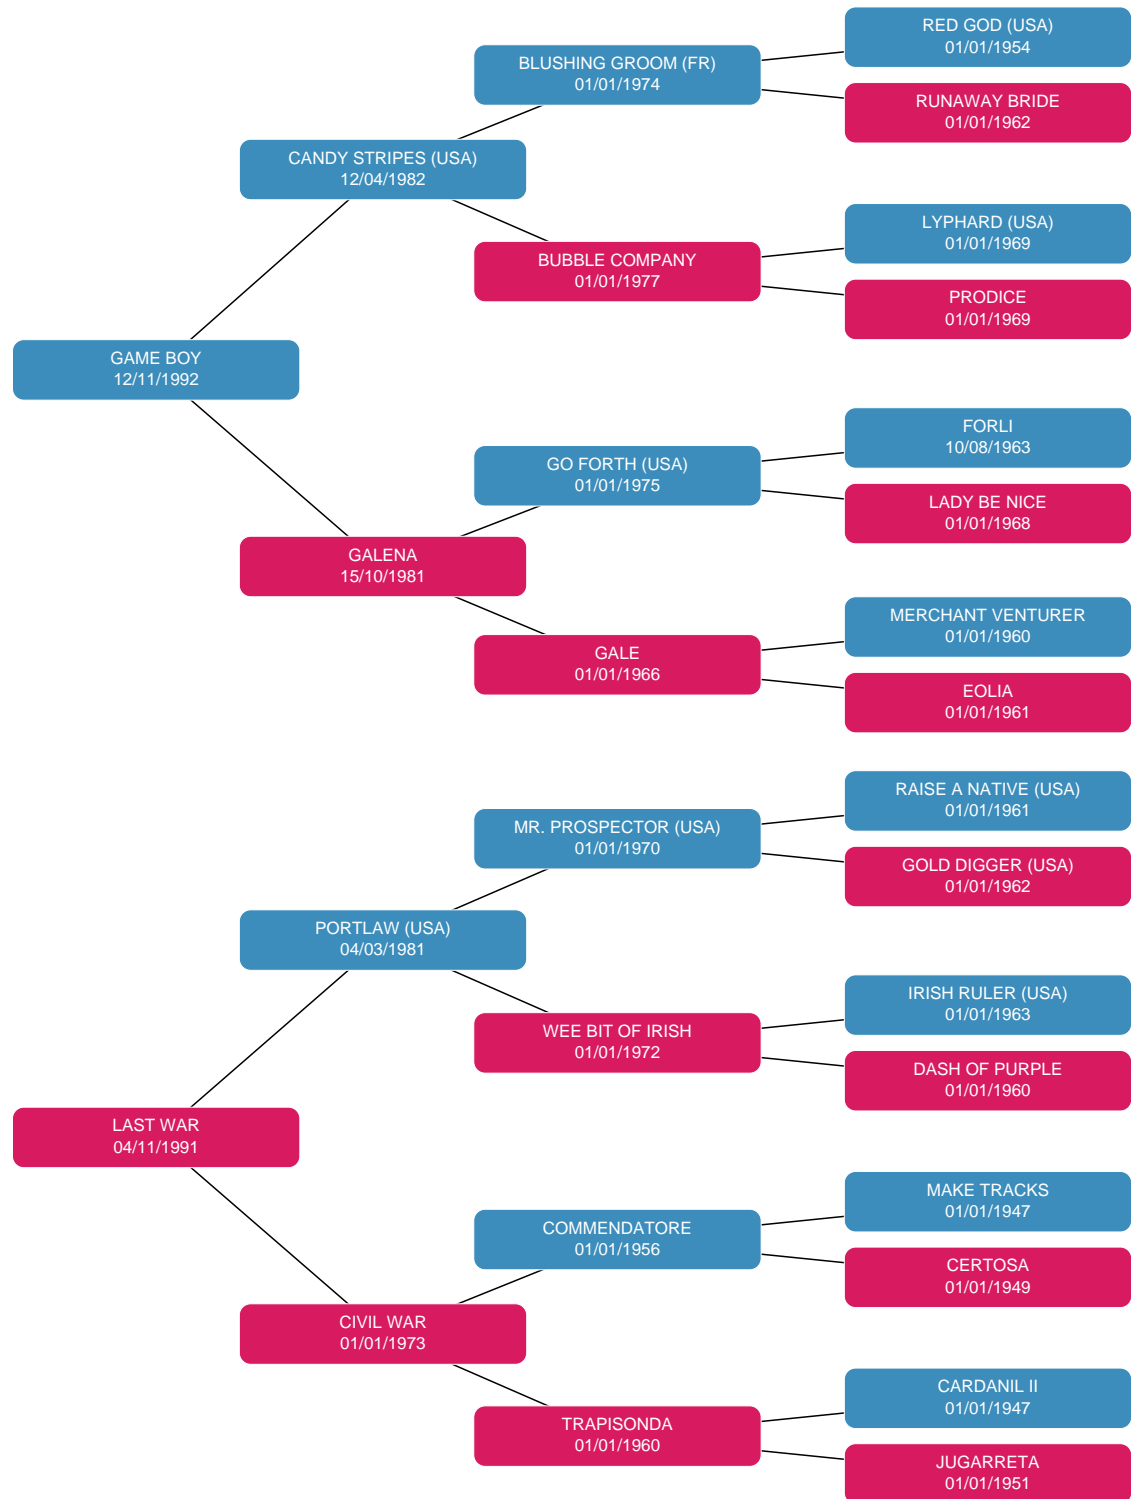 RED GOD (USA)
01/01/1954
BLUSHING GROOM (FR)
01/01/1974
RUNAWAY BRIDE
01/01/1962
CANDY STRIPES (USA)
12/04/1982
LYPHARD (USA)
01/01/1969
BUBBLE COMPANY
01/01/1977
PRODICE
01/01/1969
GAME BOY
12/11/1992
FORLI
10/08/1963
GO FORTH (USA)
01/01/1975
LADY BE NICE
01/01/1968
GALENA
15/10/1981
MERCHANT VENTURER
01/01/1960
GALE
01/01/1966
EOLIA
01/01/1961
RAISE A NATIVE (USA)
01/01/1961
MR. PROSPECTOR (USA)
01/01/1970
GOLD DIGGER (USA)
01/01/1962
PORTLAW (USA)
04/03/1981
IRISH RULER (USA)
01/01/1963
WEE BIT OF IRISH
01/01/1972
DASH OF PURPLE
01/01/1960
LAST WAR
04/11/1991
MAKE TRACKS
01/01/1947
COMMENDATORE
01/01/1956
CERTOSA
01/01/1949
CIVIL WAR
01/01/1973
CARDANIL II
01/01/1947
TRAPISONDA
01/01/1960
JUGARRETA
01/01/1951